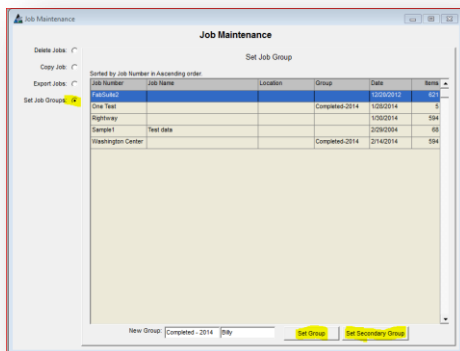 Job Maintenance
Job Maintenance
Delete Jobs:
Copy Job:
Export Jobs:
Set Job Groups:
Set Job Group
Sorted by Job Number in Ascending order.
Job Number Job Name Location Group Date Items
FabSuite2 12/20/2012 621
One Test Completed-2014 1/28/2014 5
Rightway 1/30/2014 594
Sample1 Test data 2/29/2004 68
Washington Center Completed-2014 2/14/2014 594
New Group: Completed - 2014 Billy Set Group Set Secondary Group